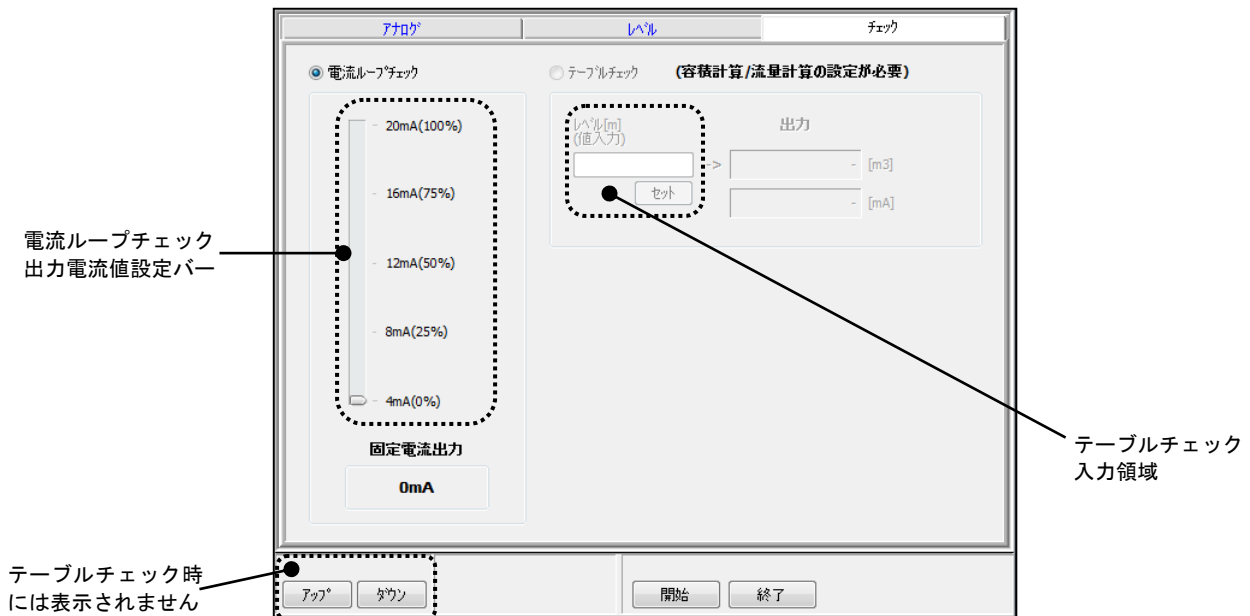 ｱﾅﾛｸﾞ ﾚﾍﾞﾙ ﾁｪｯｸ
電流ﾙｰﾌﾟﾁｪｯｸ ﾃｰﾌﾞﾙﾁｪｯｸ (容積計算/流量計算の設定が必要)
20mA(100%)
16mA(75%)
12mA(50%)
8mA(25%)
4mA(0%)
固定電流出力
0mA
ﾚﾍﾞﾙ[m]
(値入力)
出力
-> - [m3]
ｾｯﾄ
- [mA]
電流ループチェック
出力電流値設定バー
テーブルチェック
入力領域
テーブルチェック時
には表示されません
ｱｯﾌﾟ ﾀﾞｳﾝ 開始 終了